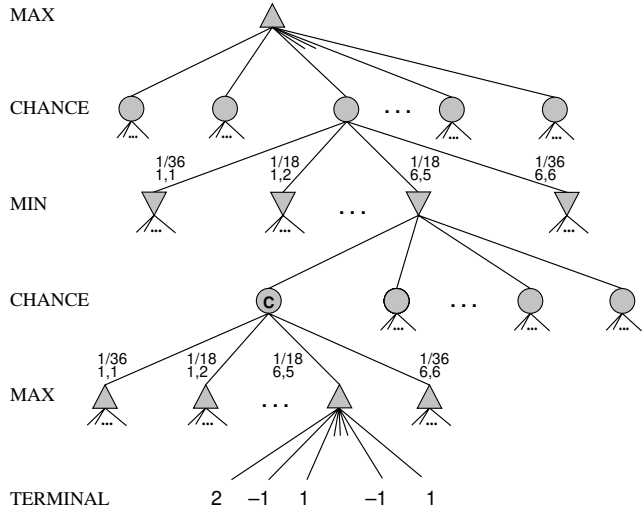 MAX
CHANCE ...
... ... ... ... ...
1/36 1/18 1/18 1/36
1,1 1,2 6,5 6,6
MIN ...
... ... ... ...
CHANCE C ...
... ... ...
1/36 1/18 1/18 1/36
1,1 1,2 6,5 6,6
MAX ...
... ... ...
TERMINAL 2 –1 1 –1 1